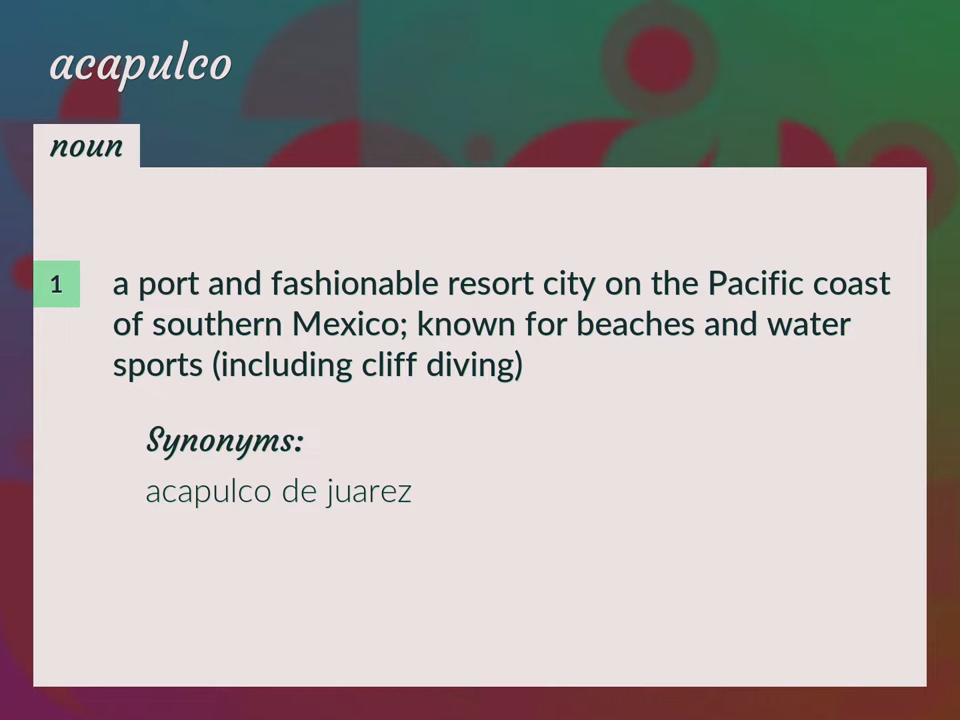 acapulco
noun
1
a port and fashionable resort city on the Pacific coast
of southern Mexico; known for beaches and water
sports (including cliff diving)
Synonyms:
acapulco de juarez